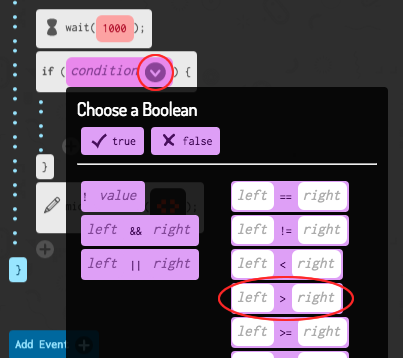 wait(1000);
if (condition) {
Choose a Boolean
true false
! value
left == right
left && right
left != right
left || right
left < right
left > right
left >= right
}
}
Add Event